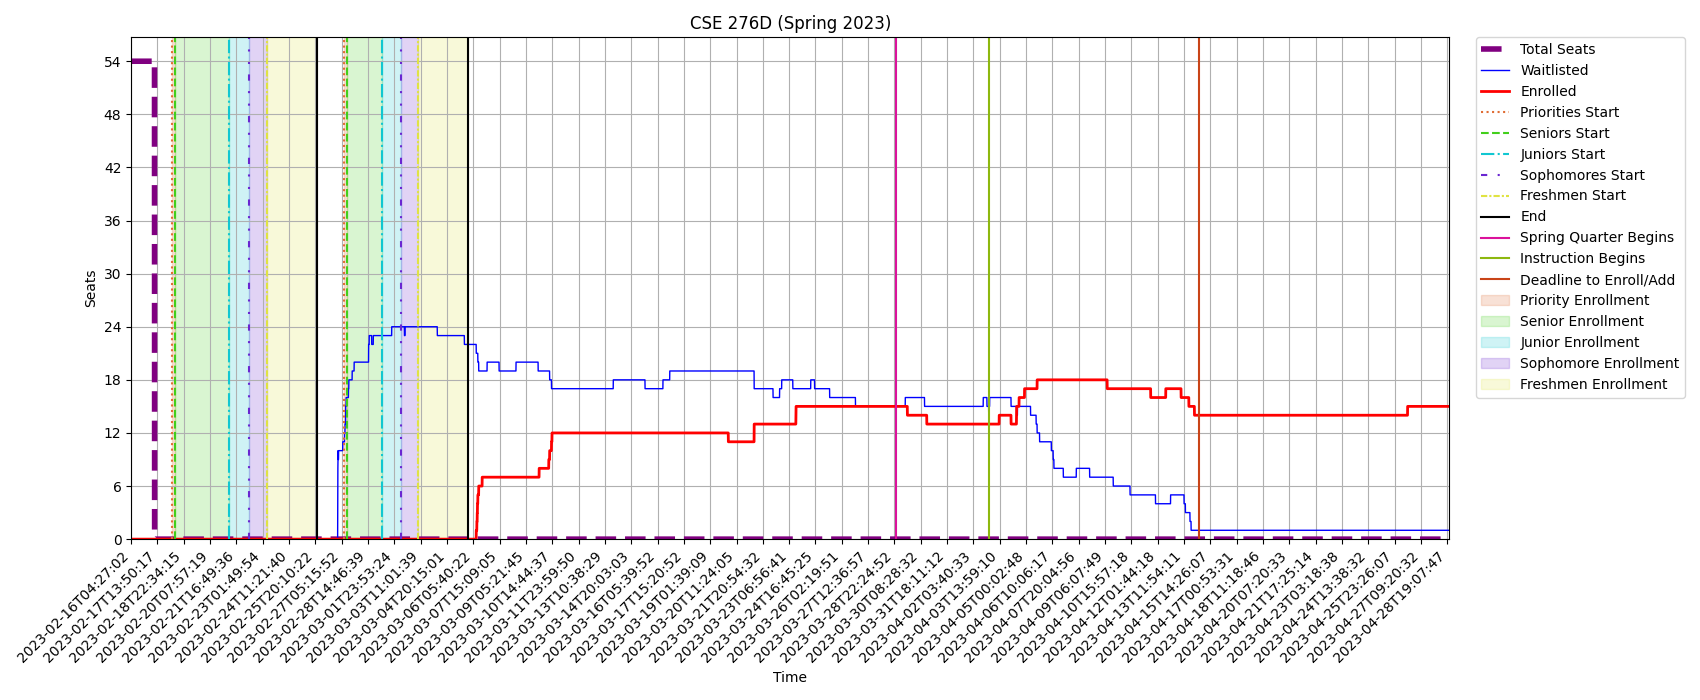 CSE 276D (Spring 2023)
Seats
54
48
42
36
30
24
18
12
6
0
2023-02-16T04:27:02
2023-02-17T13:50:17
2023-02-18T22:34:15
2023-02-20T07:57:19
2023-02-21T16:49:36
2023-02-23T01:49:54
2023-02-24T11:21:40
2023-02-25T20:10:22
2023-02-27T05:15:52
2023-02-28T14:46:39
2023-03-01T23:53:24
2023-03-03T11:01:39
2023-03-04T20:15:01
2023-03-06T05:40:22
2023-03-07T15:09:05
2023-03-09T05:21:45
2023-03-10T14:44:37
2023-03-11T23:59:50
2023-03-13T10:38:29
2023-03-14T20:03:03
2023-03-16T05:39:52
2023-03-17T15:20:52
2023-03-19T01:39:09
2023-03-20T11:24:05
2023-03-21T20:54:32
2023-03-23T06:56:41
2023-03-24T16:45:25
2023-03-26T02:19:51
2023-03-27T12:36:57
2023-03-28T22:24:52
2023-03-30T08:28:32
2023-03-31T18:11:12
2023-04-02T03:40:33
2023-04-03T13:59:10
2023-04-05T00:02:48
2023-04-06T10:06:17
2023-04-07T20:04:56
2023-04-09T06:07:49
2023-04-10T15:57:18
2023-04-12T01:44:18
2023-04-13T11:54:11
2023-04-15T14:26:07
2023-04-17T00:53:31
2023-04-18T11:18:46
2023-04-20T07:20:33
2023-04-21T17:25:14
2023-04-23T03:18:38
2023-04-24T13:38:32
2023-04-25T23:26:07
2023-04-27T09:20:32
2023-04-28T19:07:47
Time
Total Seats
Waitlisted
Enrolled
Priorities Start
Seniors Start
Juniors Start
Sophomores Start
Freshmen Start
End
Spring Quarter Begins
Instruction Begins
Deadline to Enroll/Add
Priority Enrollment
Senior Enrollment
Junior Enrollment
Sophomore Enrollment
Freshmen Enrollment